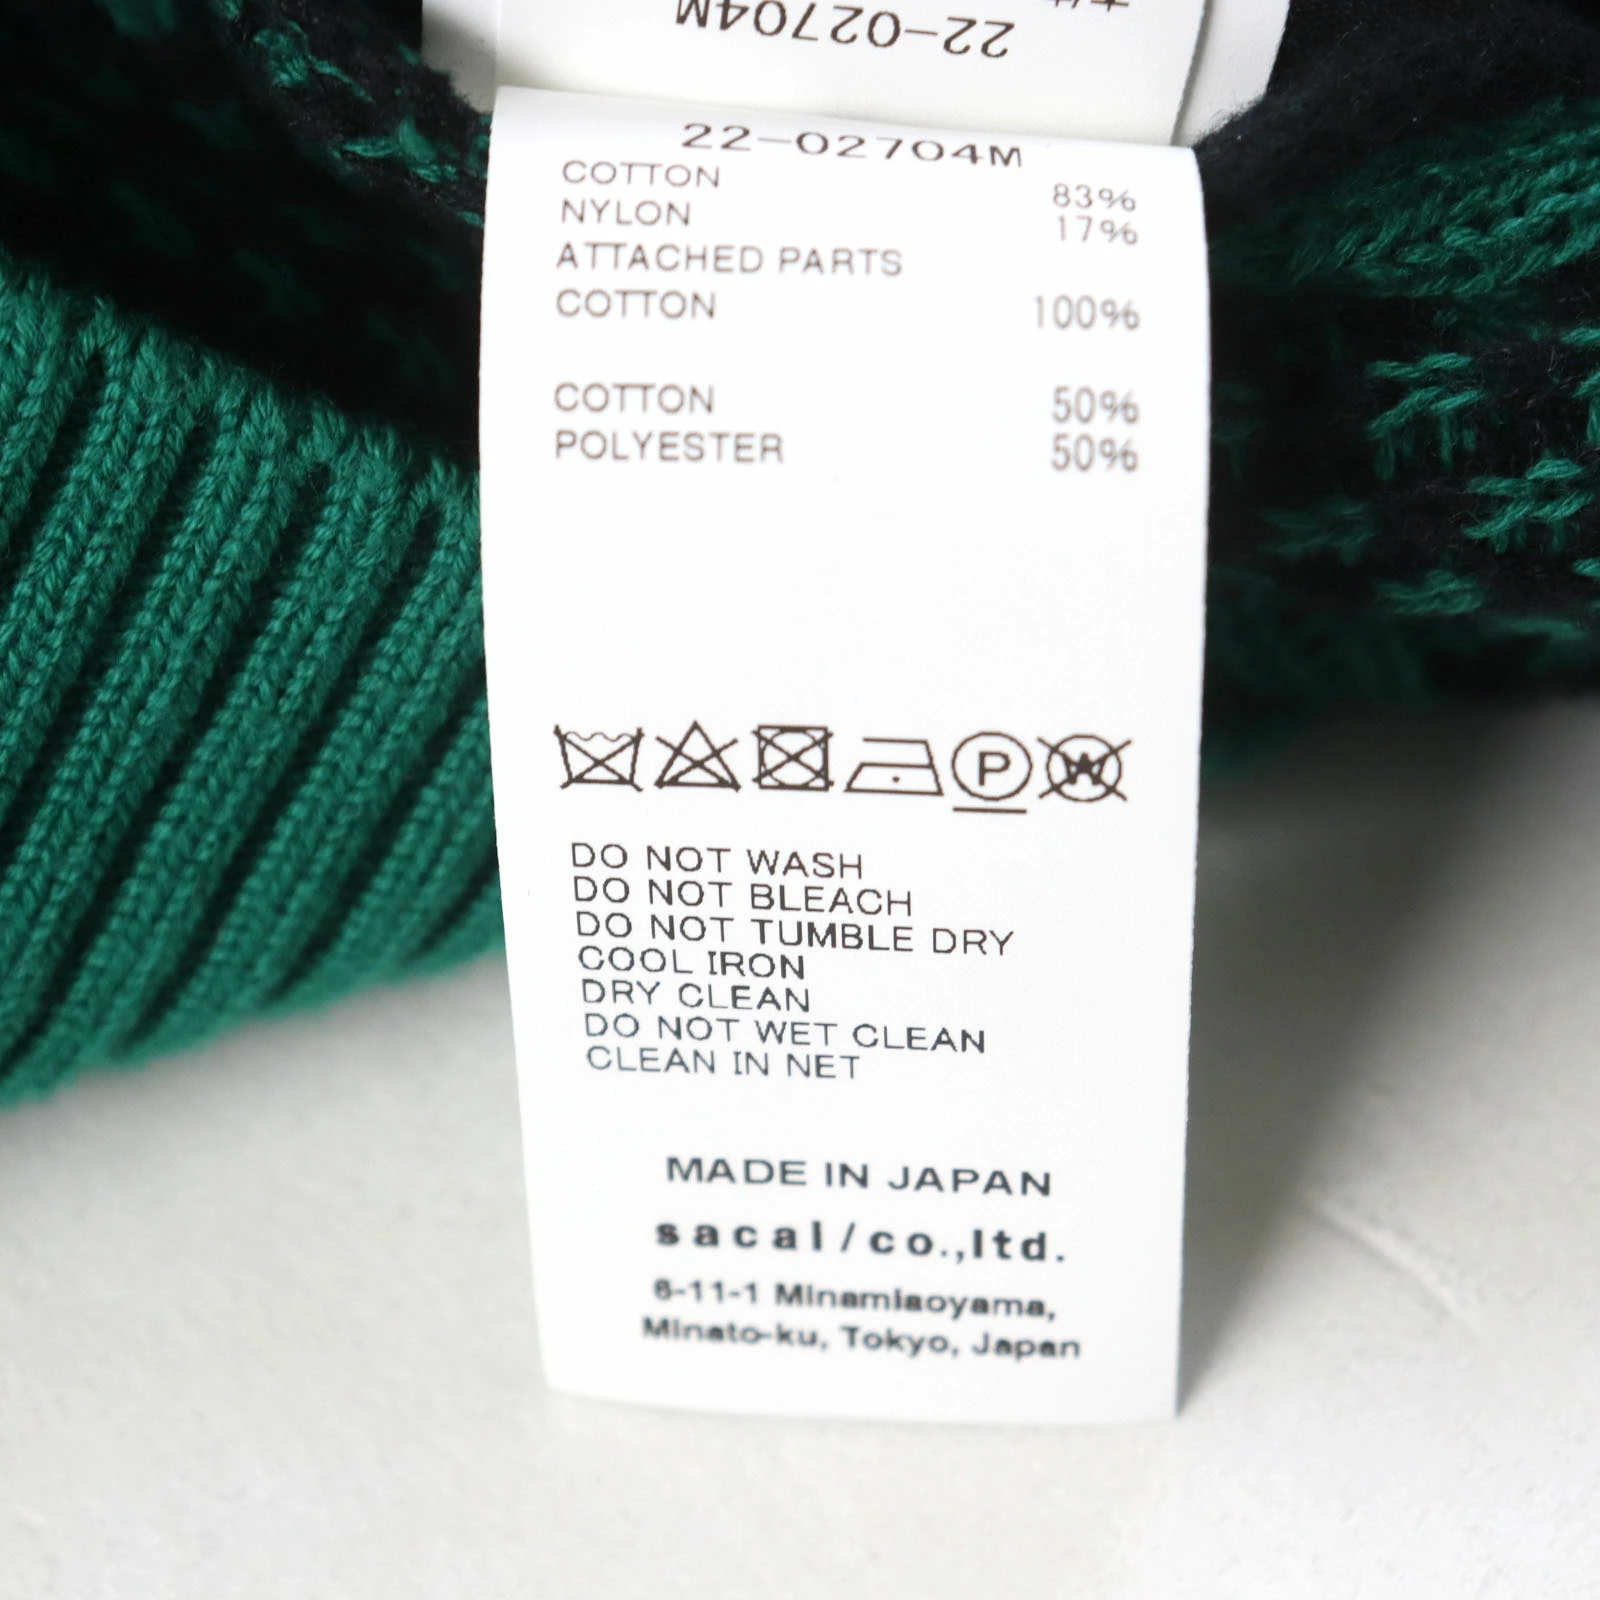 22-02704M
22-02704M
COTTON 83%
NYLON 17%
ATTACHED PARTS
COTTON 100%
COTTON 50%
POLYESTER 50%
P W
DO NOT WASH
DO NOT BLEACH
DO NOT TUMBLE DRY
COOL IRON
DRY CLEAN
DO NOT WET CLEAN
CLEAN IN NET
MADE IN JAPAN
sacai/co.,ltd.
6-11-1 Minamiaoyama,
Minato-ku, Tokyo, Japan